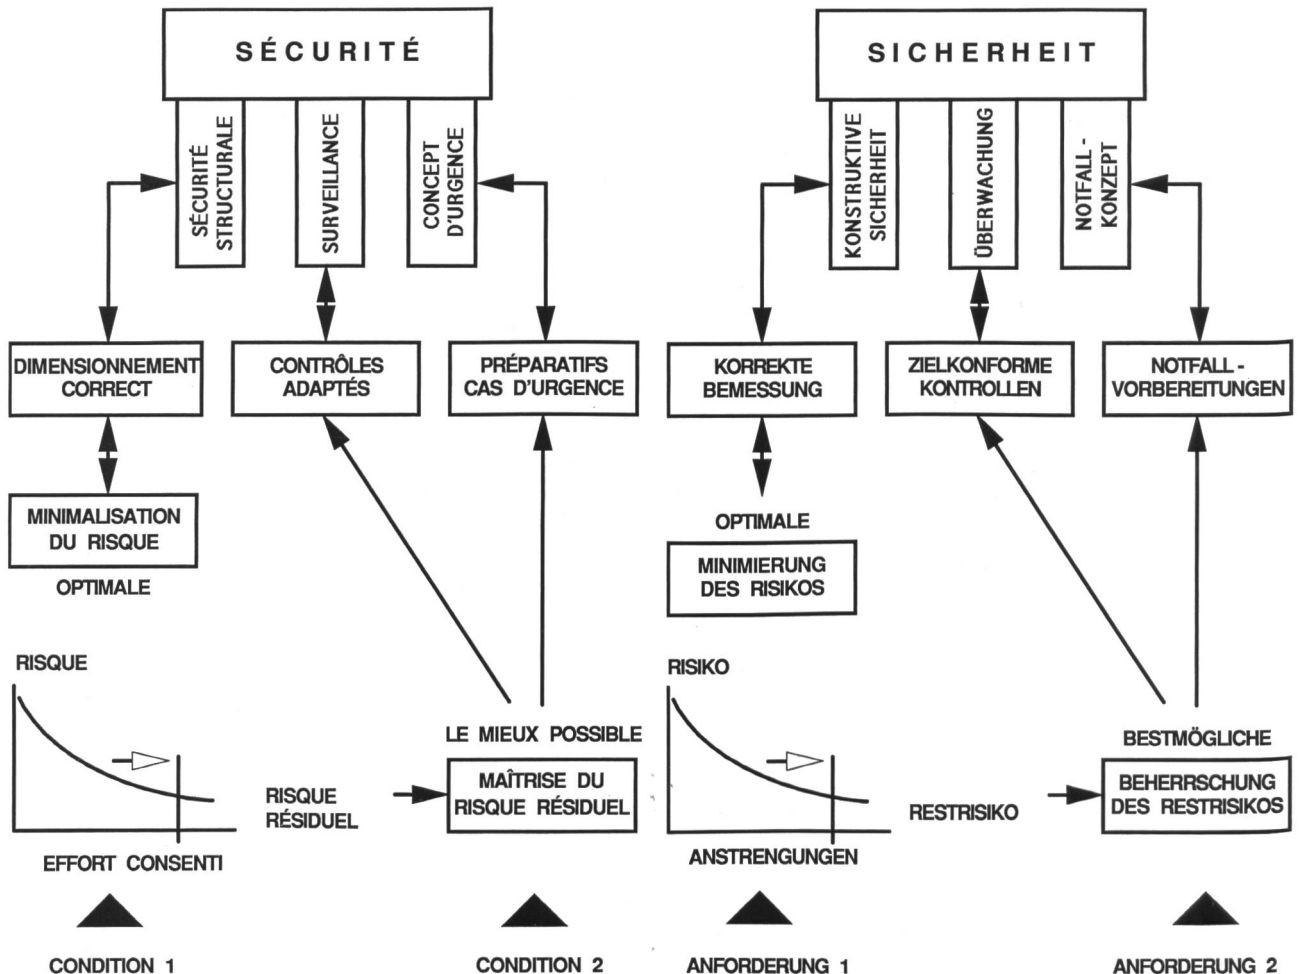 SÉCURITÉ
SÉCURITÉ
STRUCTURALE
SURVEILLANCE
CONCEPT
D'URGENCE
DIMENSIONNEMENT
CORRECT
CONTRÔLES
ADAPTÉS
PRÉPARATIFS
CAS D'URGENCE
MINIMALISATION
DU RISQUE
OPTIMALE
RISQUE
LE MIEUX POSSIBLE
MAÎTRISE DU
RISQUE RÉSIDUEL
RISQUE
RÉSIDUEL
EFFORT CONSENTI
CONDITION 1
CONDITION 2
SICHERHEIT
KONSTRUKTIVE
SICHERHEIT
ÜBERWACHUNG
NOTFALL -
KONZEPT
KORREKTE
BEMESSUNG
ZIELKONFORME
KONTROLLEN
NOTFALL -
VORBEREITUNGEN
OPTIMALE
MINIMIERUNG
DES RISIKOS
RISIKO
BESTMÖGLICHE
BEHERRSCHUNG
DES RESTRISIKOS
RESTRISIKO
ANSTRENGUNGEN
ANFORDERUNG 1
ANFORDERUNG 2